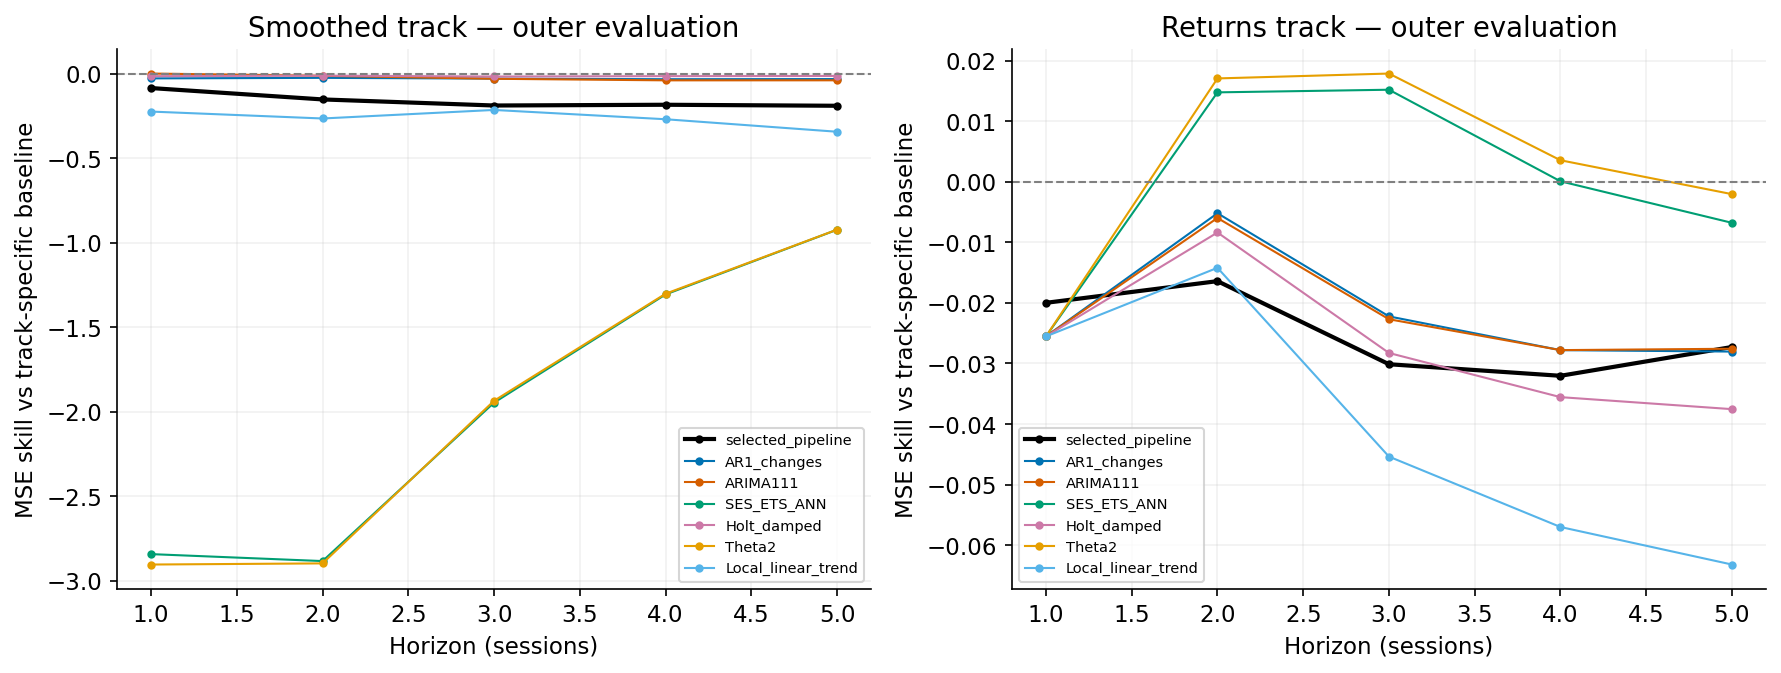 Smoothed track — outer evaluation
MSE skill vs track-specific baseline
0.0
−0.5
−1.0
−1.5
−2.0
−2.5
−3.0
selected_pipeline
AR1_changes
ARIMA111
SES_ETS_ANN
Holt_damped
Theta2
Local_linear_trend
1.0 1.5 2.0 2.5 3.0 3.5 4.0 4.5 5.0
Horizon (sessions)
Returns track — outer evaluation
MSE skill vs track-specific baseline
0.02
0.01
0.00
−0.01
−0.02
−0.03
−0.04
−0.05
−0.06
selected_pipeline
AR1_changes
ARIMA111
SES_ETS_ANN
Holt_damped
Theta2
Local_linear_trend
1.0 1.5 2.0 2.5 3.0 3.5 4.0 4.5 5.0
Horizon (sessions)